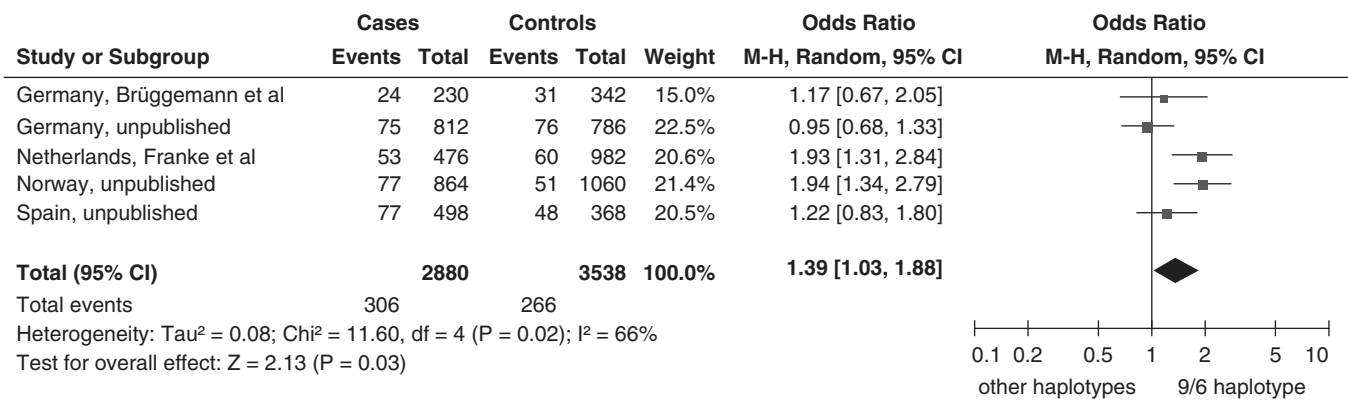 Cases Controls Odds Ratio Odds Ratio
Study or Subgroup Events Total Events Total Weight M-H, Random, 95% CI M-H, Random, 95% CI
Germany, Brüggemann et al 24 230 31 342 15.0% 1.17 [0.67, 2.05]
Germany, unpublished 75 812 76 786 22.5% 0.95 [0.68, 1.33]
Netherlands, Franke et al 53 476 60 982 20.6% 1.93 [1.31, 2.84]
Norway, unpublished 77 864 51 1060 21.4% 1.94 [1.34, 2.79]
Spain, unpublished 77 498 48 368 20.5% 1.22 [0.83, 1.80]
Total (95% CI) 2880 3538 100.0% 1.39 [1.03, 1.88]
Total events 306 266
Heterogeneity: Tau² = 0.08; Chi² = 11.60, df = 4 (P = 0.02); I² = 66%
Test for overall effect: Z = 2.13 (P = 0.03)
0.1 0.2 0.5 1 2 5 10
other haplotypes 9/6 haplotype